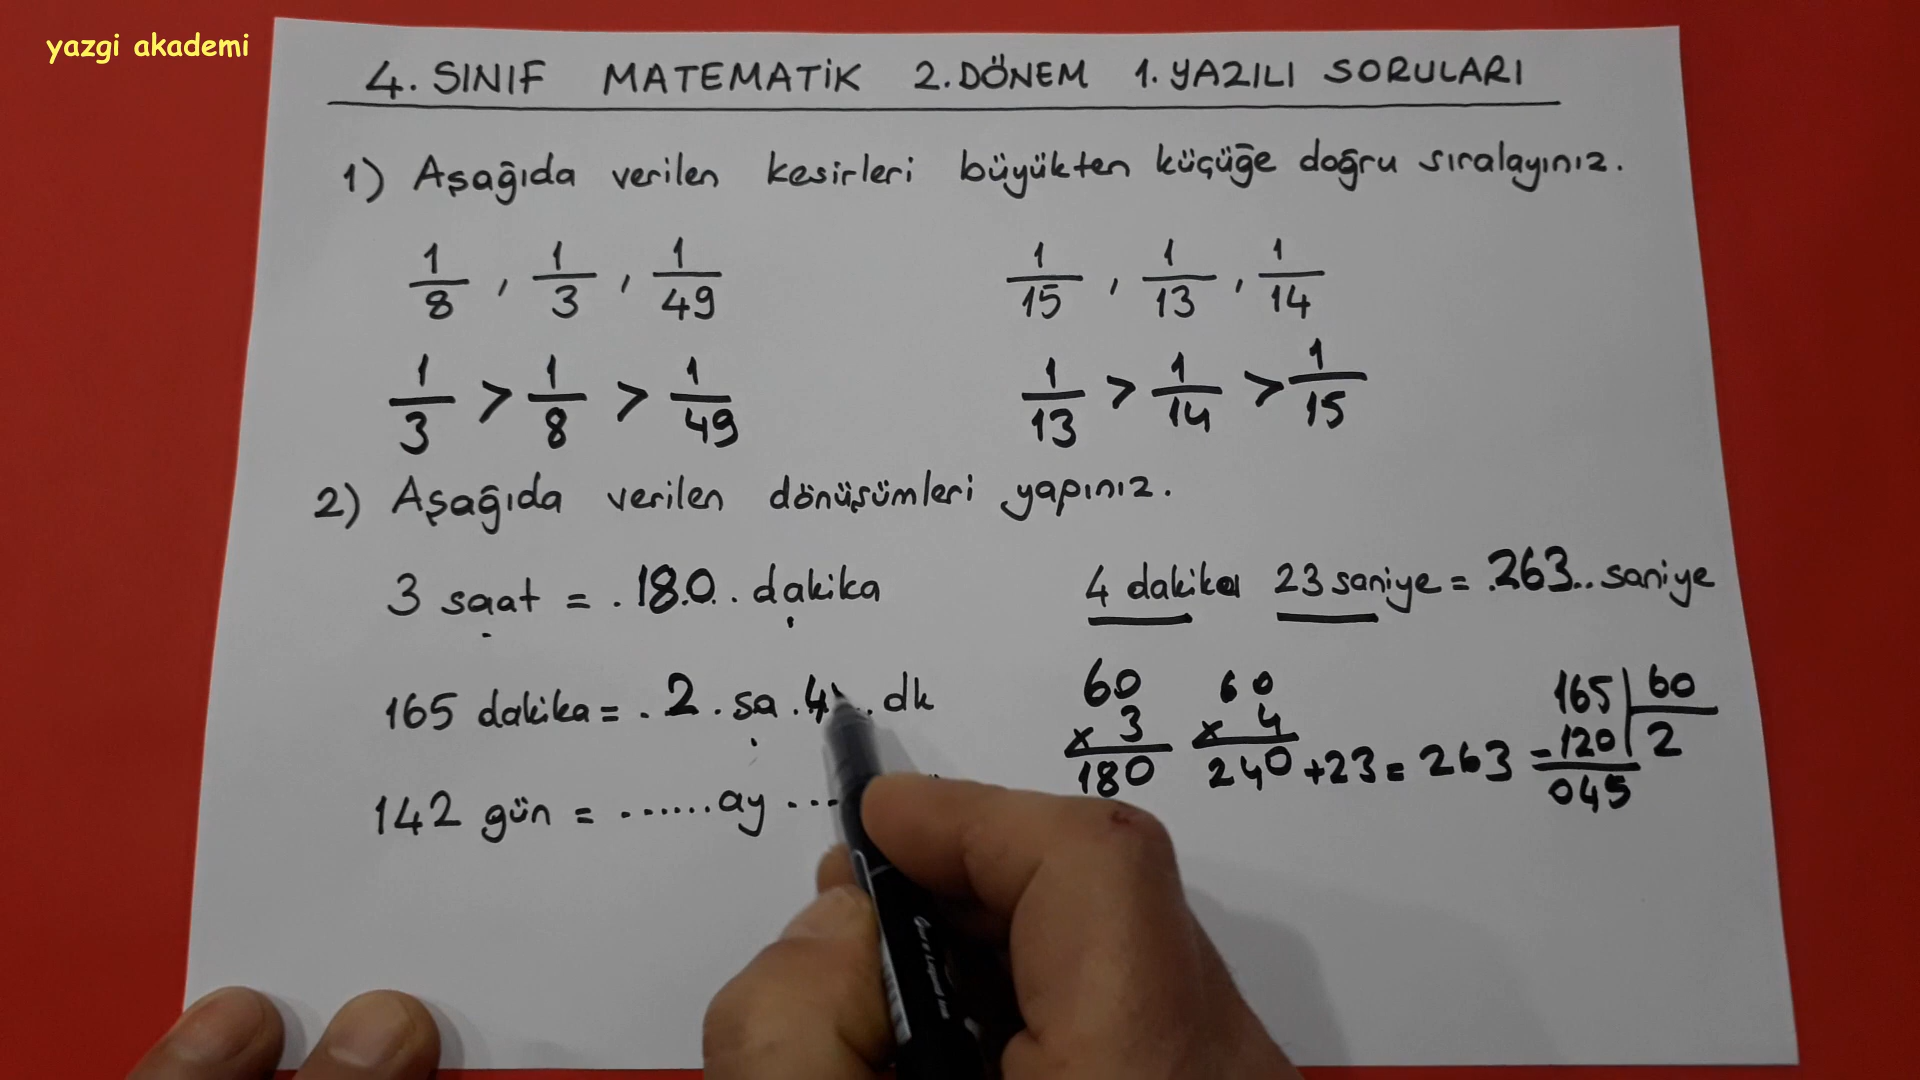 yazgi akademi
4. SINIF MATEMATİK 2. DÖNEM 1. YAZILI SORULARI
1) Aşağıda verilen kesirleri büyükten küçüğe doğru sıralayınız.
1/8 , 1/3 , 1/49
1/15 , 1/13 , 1/14
1/3 > 1/8 > 1/49
1/13 > 1/14 > 1/15
2) Aşağıda verilen dönüşümleri yapınız.
3 saat = .180.. dakika
4 dakika 23 saniye = .263.. saniye
165 dakika = .2. sa .4 .. dk
142 gün = ......ay ...
60
x 3
180
60
x 4
240 +23 = 263
165 | 60
-120 | 2
045